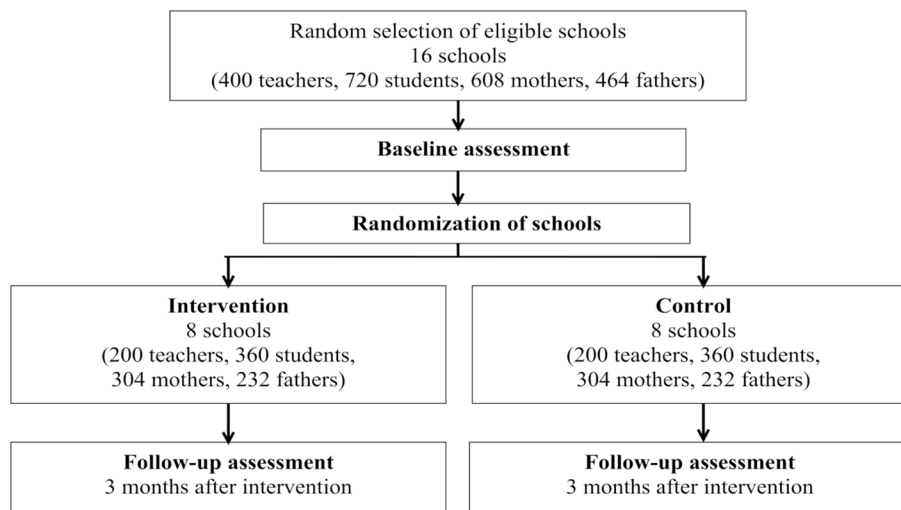 Random selection of eligible schools
16 schools
(400 teachers, 720 students, 608 mothers, 464 fathers)
Baseline assessment
Randomization of schools
Intervention
8 schools
(200 teachers, 360 students,
304 mothers, 232 fathers)
Control
8 schools
(200 teachers, 360 students,
304 mothers, 232 fathers)
Follow-up assessment
3 months after intervention
Follow-up assessment
3 months after intervention